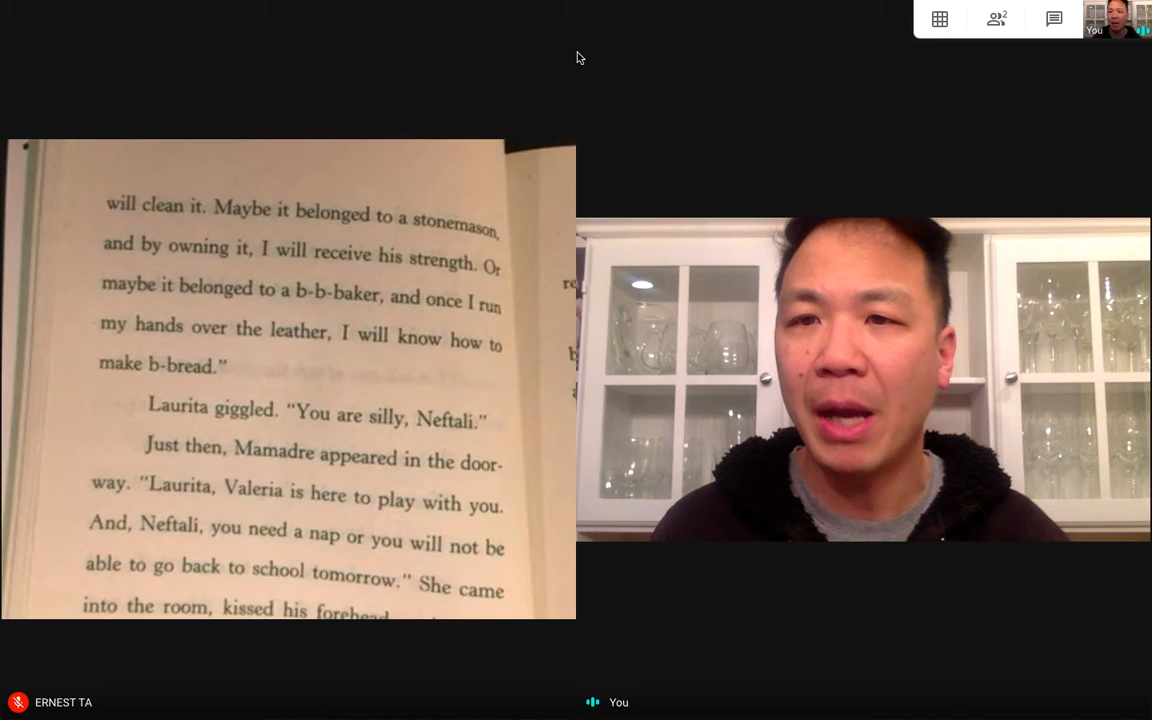 2
You
will clean it. Maybe it belonged to a stonemason,
and by owning it, I will receive his strength. Or
maybe it belonged to a b-b-baker, and once I run
my hands over the leather, I will know how to
make b-bread."
Laurita giggled. "You are silly, Neftalí."
Just then, Mamadre appeared in the door-
way. "Laurita, Valeria is here to play with you.
And, Neftalí, you need a nap or you will not be
able to go back to school tomorrow." She came
into the room, kissed his forehead
re
ERNEST TA
You